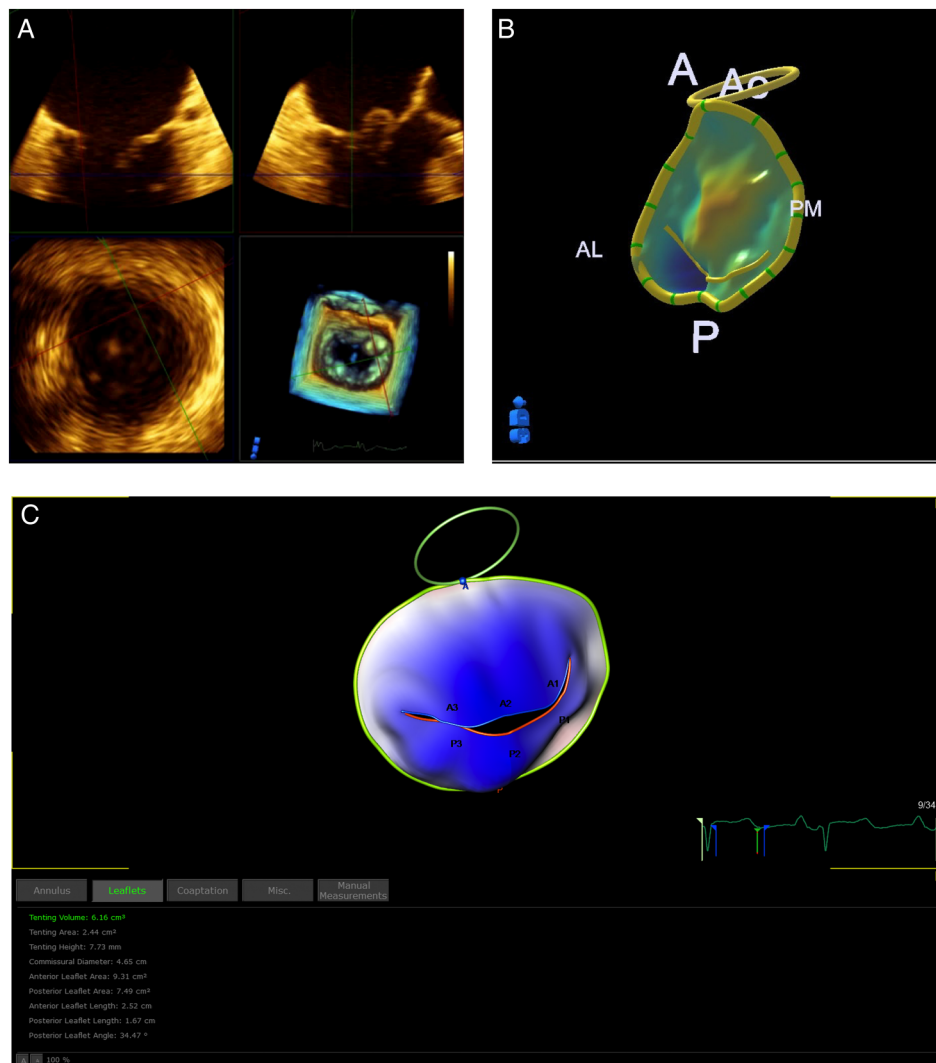 A
B
A
Ao
PM
AL
P
C
A
A1
A3
A2
P1
P3
P2
P
9/34
Annulus
Leaflets
Coaptation
Misc.
Manual
Measurements
Tenting Volume: 6.16 cm³
Tenting Area: 2.44 cm²
Tenting Height: 7.73 mm
Commissural Diameter: 4.65 cm
Anterior Leaflet Area: 9.31 cm²
Posterior Leaflet Area: 7.49 cm²
Anterior Leaflet Length: 2.52 cm
Posterior Leaflet Length: 1.67 cm
Posterior Leaflet Angle: 34.47 °
100 %